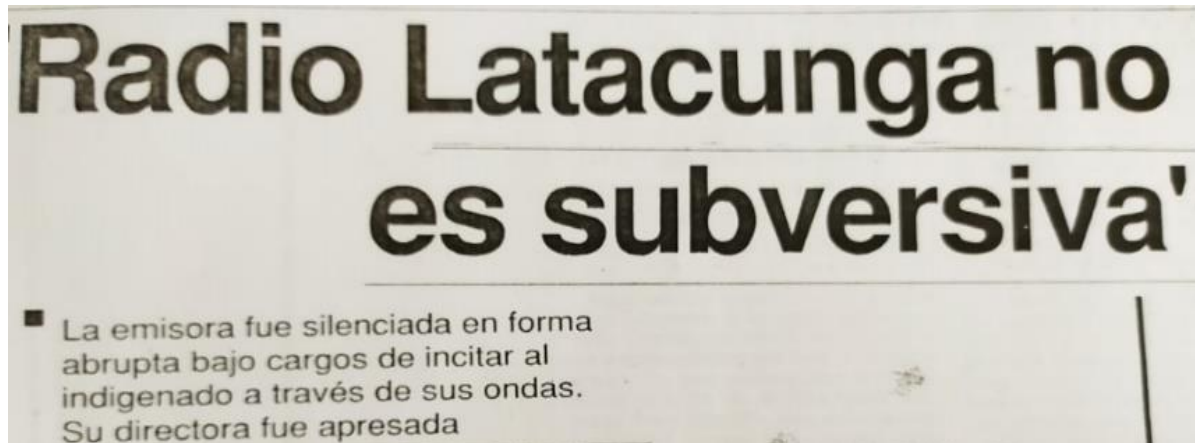 'Radio Latacunga no
es subversiva'
La emisora fue silenciada en forma
abrupta bajo cargos de incitar al
indigenado a través de sus ondas.
Su directora fue apresada